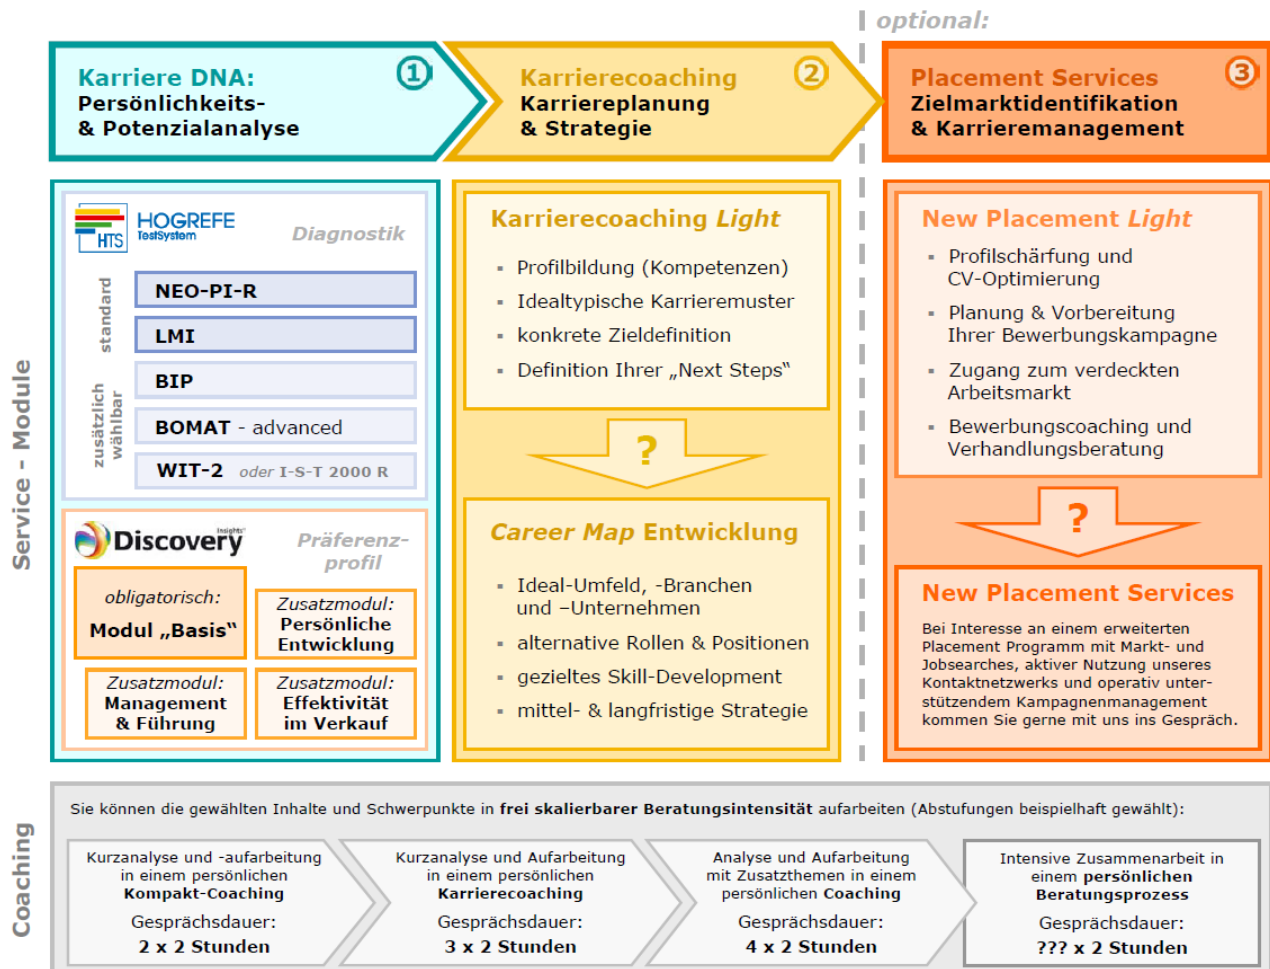 optional:
Karriere DNA:
Persönlichkeits-
& Potenzialanalyse
1
Karrierecoaching
Karriereplanung
& Strategie
2
Placement Services
Zielmarktidentifikation
& Karrieremanagement
3
Service - Module
HTS
HOGREFE
TestSystem
Diagnostik
standard
NEO-PI-R
LMI
zusätzlich
wählbar
BIP
BOMAT - advanced
WIT-2 oder I-S-T 2000 R
Insights®
Discovery
Präferenz-
profil
obligatorisch:
Modul „Basis“
Zusatzmodul:
Persönliche
Entwicklung
Zusatzmodul:
Management
& Führung
Zusatzmodul:
Effektivität
im Verkauf
Karrierecoaching Light
▪ Profilbildung (Kompetenzen)
▪ Idealtypische Karrieremuster
▪ konkrete Zieldefinition
▪ Definition Ihrer „Next Steps“
?
Career Map Entwicklung
▪ Ideal-Umfeld, -Branchen
und –Unternehmen
▪ alternative Rollen & Positionen
▪ gezieltes Skill-Development
▪ mittel- & langfristige Strategie
New Placement Light
▪ Profilschärfung und
CV-Optimierung
▪ Planung & Vorbereitung
Ihrer Bewerbungskampagne
▪ Zugang zum verdeckten
Arbeitsmarkt
▪ Bewerbungscoaching und
Verhandlungsberatung
?
New Placement Services
Bei Interesse an einem erweiterten
Placement Programm mit Markt- und
Jobsearches, aktiver Nutzung unseres
Kontaktnetzwerks und operativ unter-
stützendem Kampagnenmanagement
kommen Sie gerne mit uns ins Gespräch.
Coaching
Sie können die gewählten Inhalte und Schwerpunkte in frei skalierbarer Beratungsintensität aufarbeiten (Abstufungen beispielhaft gewählt):
Kurzanalyse und -aufarbeitung
in einem persönlichen
Kompakt-Coaching
Gesprächsdauer:
2 x 2 Stunden
Kurzanalyse und Aufarbeitung
in einem persönlichen
Karrierecoaching
Gesprächsdauer:
3 x 2 Stunden
Analyse und Aufarbeitung
mit Zusatzthemen in einem
persönlichen Coaching
Gesprächsdauer:
4 x 2 Stunden
Intensive Zusammenarbeit in
einem persönlichen
Beratungsprozess
Gesprächsdauer:
??? x 2 Stunden